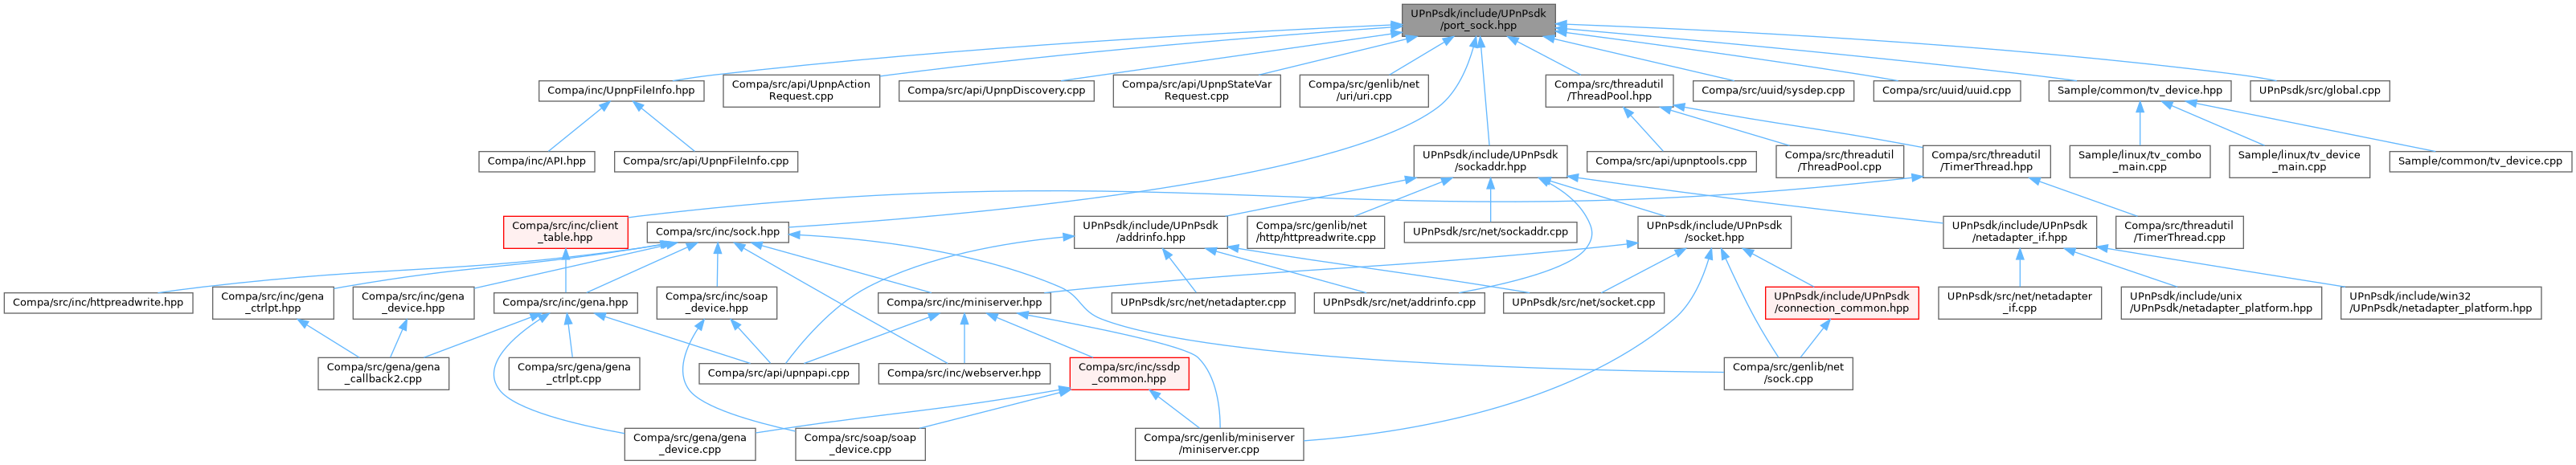 UPnPsdk/include/UPnPsdk
/port_sock.hpp
Compa/inc/UpnpFileInfo.hpp
Compa/src/api/UpnpAction
Request.cpp
Compa/src/api/UpnpDiscovery.cpp
Compa/src/api/UpnpStateVar
Request.cpp
Compa/src/genlib/net
/uri/uri.cpp
Compa/src/threadutil
/ThreadPool.hpp
Compa/src/uuid/sysdep.cpp
Compa/src/uuid/uuid.cpp
Sample/common/tv_device.hpp
UPnPsdk/src/global.cpp
Compa/inc/API.hpp
Compa/src/api/UpnpFileInfo.cpp
UPnPsdk/include/UPnPsdk
/sockaddr.hpp
Compa/src/api/upnptools.cpp
Compa/src/threadutil
/ThreadPool.cpp
Compa/src/threadutil
/TimerThread.hpp
Sample/linux/tv_combo
_main.cpp
Sample/linux/tv_device
_main.cpp
Sample/common/tv_device.cpp
Compa/src/inc/client
_table.hpp
Compa/src/inc/sock.hpp
UPnPsdk/include/UPnPsdk
/addrinfo.hpp
Compa/src/genlib/net
/http/httpreadwrite.cpp
UPnPsdk/src/net/sockaddr.cpp
UPnPsdk/include/UPnPsdk
/socket.hpp
UPnPsdk/include/UPnPsdk
/netadapter_if.hpp
Compa/src/threadutil
/TimerThread.cpp
Compa/src/inc/httpreadwrite.hpp
Compa/src/inc/gena
_ctrlpt.hpp
Compa/src/inc/gena
_device.hpp
Compa/src/inc/gena.hpp
Compa/src/inc/soap
_device.hpp
Compa/src/inc/miniserver.hpp
UPnPsdk/src/net/netadapter.cpp
UPnPsdk/src/net/addrinfo.cpp
UPnPsdk/src/net/socket.cpp
UPnPsdk/include/UPnPsdk
/connection_common.hpp
UPnPsdk/src/net/netadapter
_if.cpp
UPnPsdk/include/unix
/UPnPsdk/netadapter_platform.hpp
UPnPsdk/include/win32
/UPnPsdk/netadapter_platform.hpp
Compa/src/gena/gena
_callback2.cpp
Compa/src/gena/gena
_ctrlpt.cpp
Compa/src/api/upnpapi.cpp
Compa/src/inc/webserver.hpp
Compa/src/inc/ssdp
_common.hpp
Compa/src/genlib/net
/sock.cpp
Compa/src/gena/gena
_device.cpp
Compa/src/soap/soap
_device.cpp
Compa/src/genlib/miniserver
/miniserver.cpp